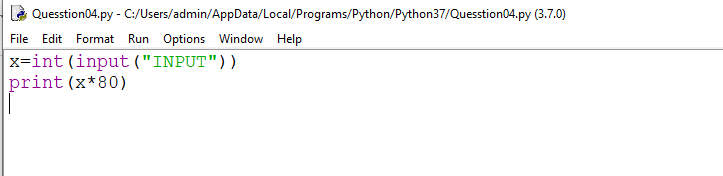 Quesstion04.py - C:/Users/admin/AppData/Local/Programs/Python/Python37/Quesstion04.py (3.7.0)
File Edit Format Run Options Window Help
x=int(input("INPUT"))
print(x*80)